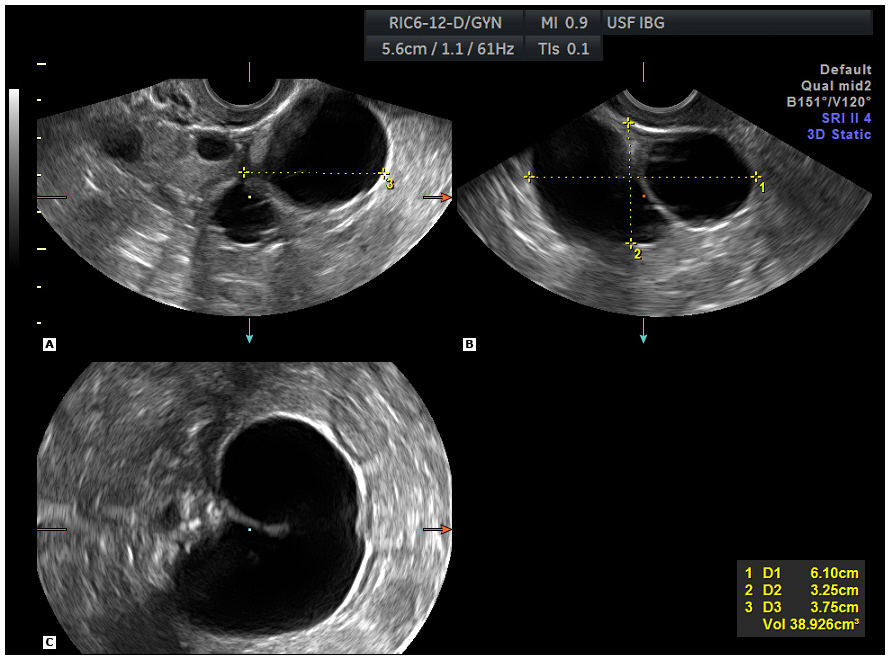 RIC6-12-D/GYN MI 0.9 USF IBG
5.6cm / 1.1 / 61Hz TIs 0.1
Default
Qual mid2
B151°/V120°
SRI II 4
3D Static
3
1
2
A
B
C
1 D1 6.10cm
2 D2 3.25cm
3 D3 3.75cm
Vol 38.926cm³